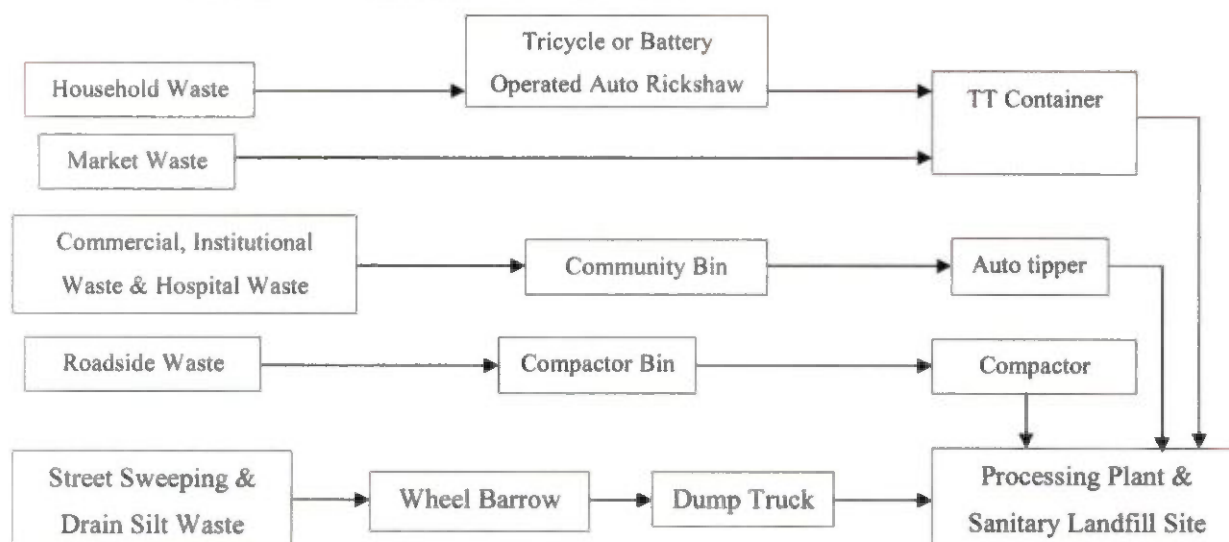 Household Waste
Tricycle or Battery
Operated Auto Rickshaw
TT Container
Market Waste
Commercial, Institutional
Waste & Hospital Waste
Community Bin
Auto tipper
Roadside Waste
Compactor Bin
Compactor
Street Sweeping &
Drain Silt Waste
Wheel Barrow
Dump Truck
Processing Plant &
Sanitary Landfill Site